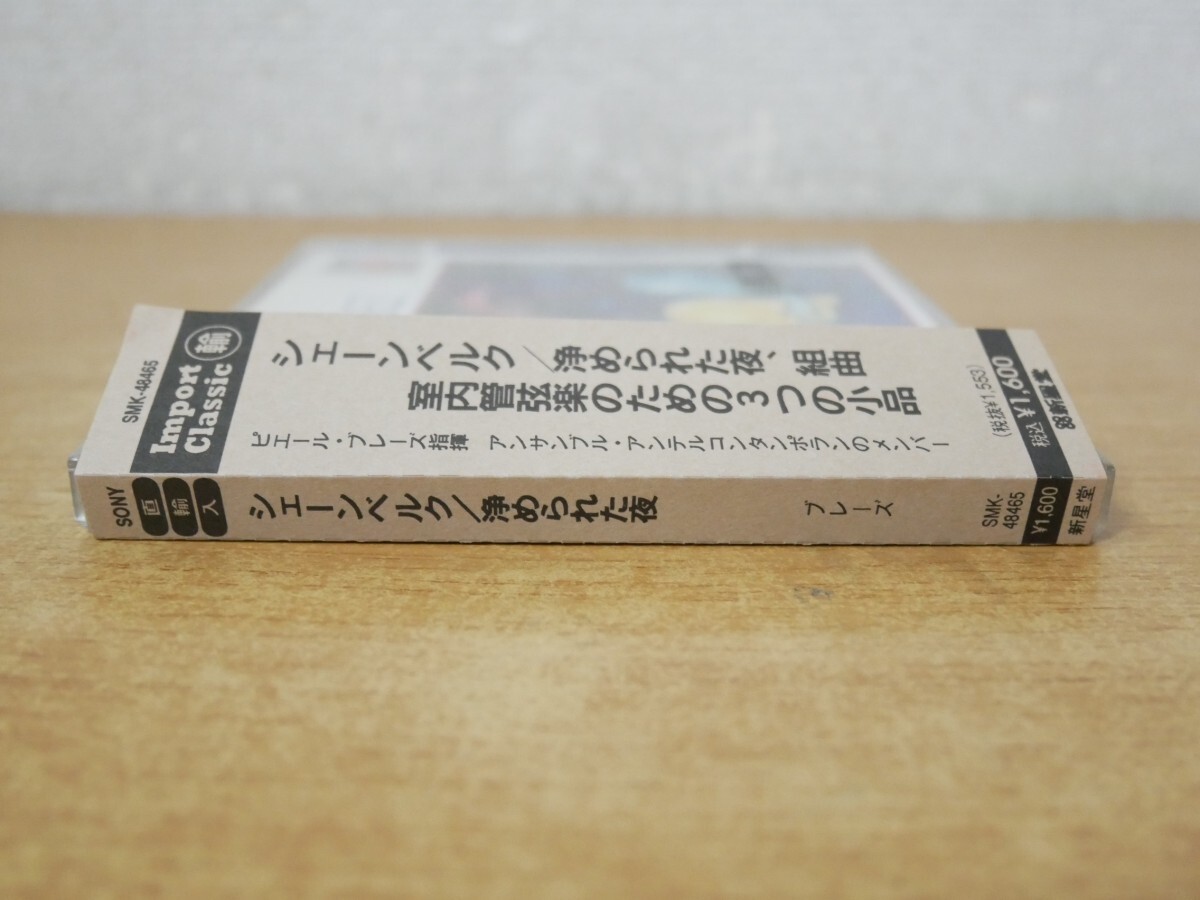 SMK-48465
Import
Classic
輸
シェーンベルク/浄められた夜、組曲
室内管弦楽のための3つの小品
ピエール・ブレーズ指揮 アンサンブル・アンテルコンタンポランのメンバー
(税抜¥1,553)
税込¥1,600
新星堂
SONY
直輸入
シェーンベルク/浄められた夜
ブレーズ
SMK-
48465
¥1,600
新星堂